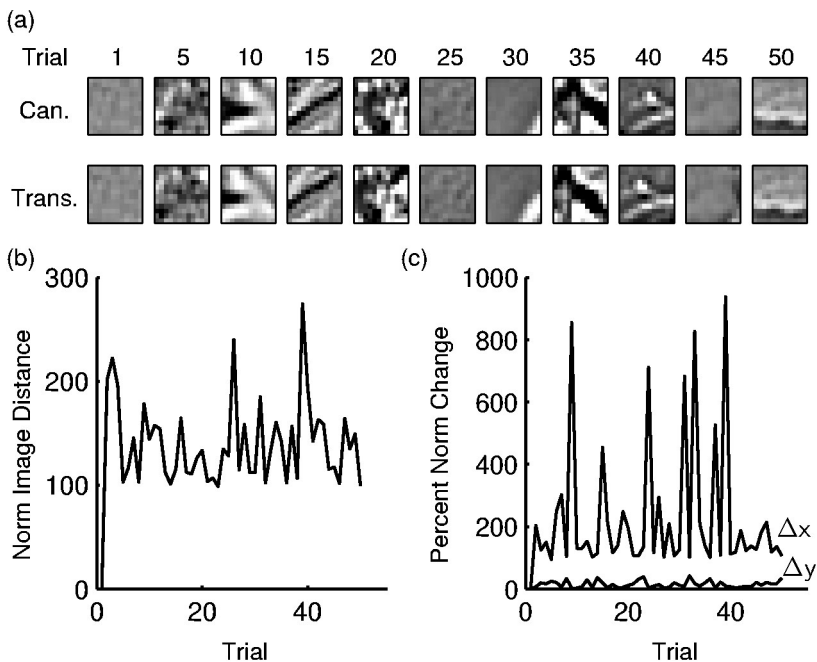 (a)
Trial 1 5 10 15 20 25 30 35 40 45 50
Can.
Trans.
(b)
300
200
100
0
0 20 40
Norm Image Distance
Trial
(c)
1000
800
600
400
200
0
0 20 40
Percent Norm Change
Trial
Δx
Δy